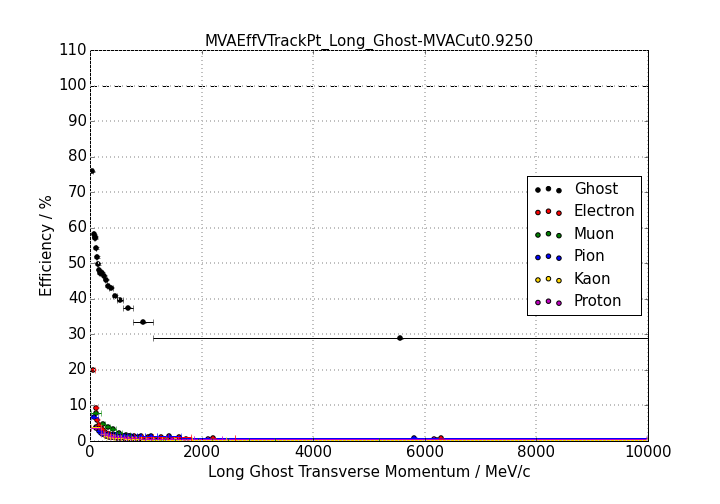 MVAEffVTrackPt_Long_Ghost-MVACut0.9250
110
100
90
80
70
60
50
40
30
20
10
0
Efficiency / %
Ghost
Electron
Muon
Pion
Kaon
Proton
0 2000 4000 6000 8000 10000
Long Ghost Transverse Momentum / MeV/c